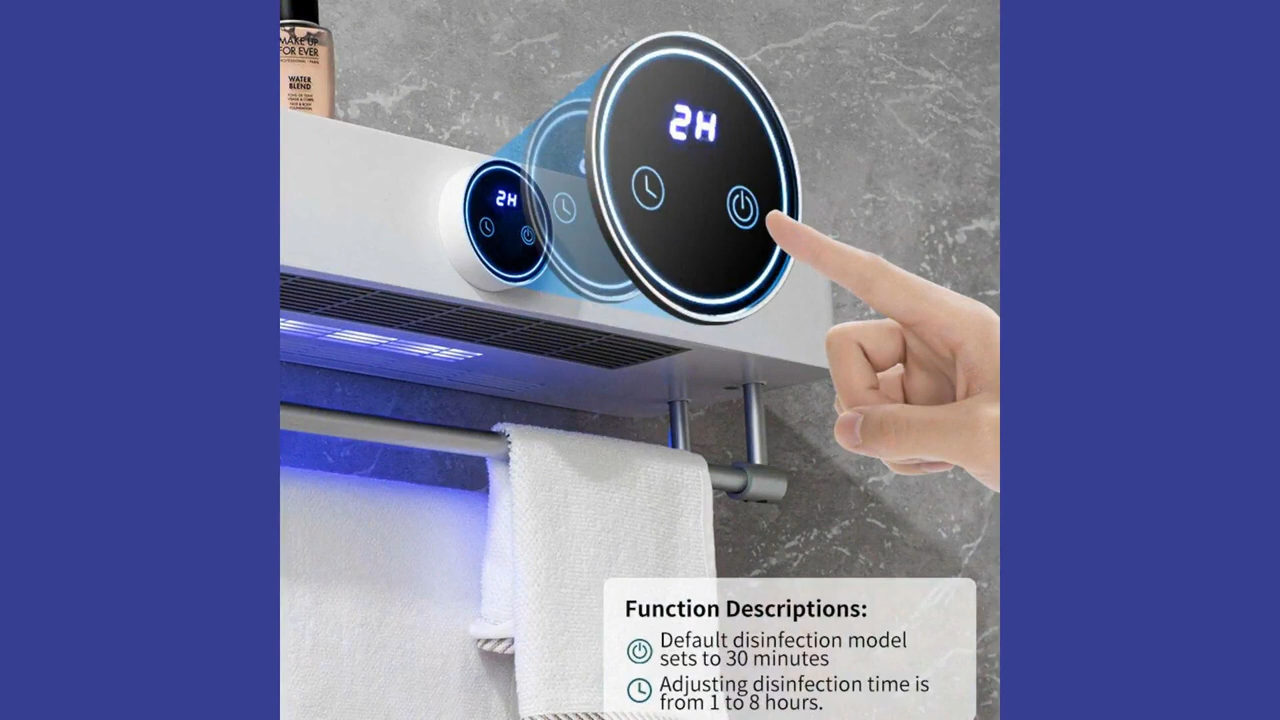 MAKE UP
FOR EVER
WATER
BLEND
2H
2H
Function Descriptions:
Default disinfection model
sets to 30 minutes
Adjusting disinfection time is
from 1 to 8 hours.